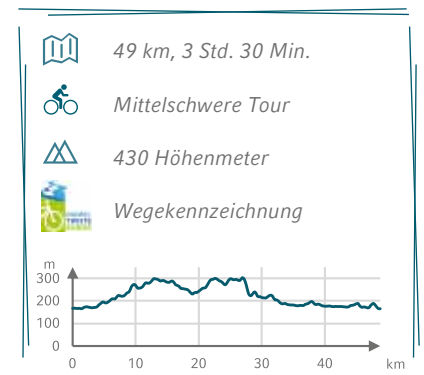 49 km, 3 Std. 30 Min.
Mittelschwere Tour
430 Höhenmeter
Wegekennzeichnung
m
300
200
100
0
0 10 20 30 40 km